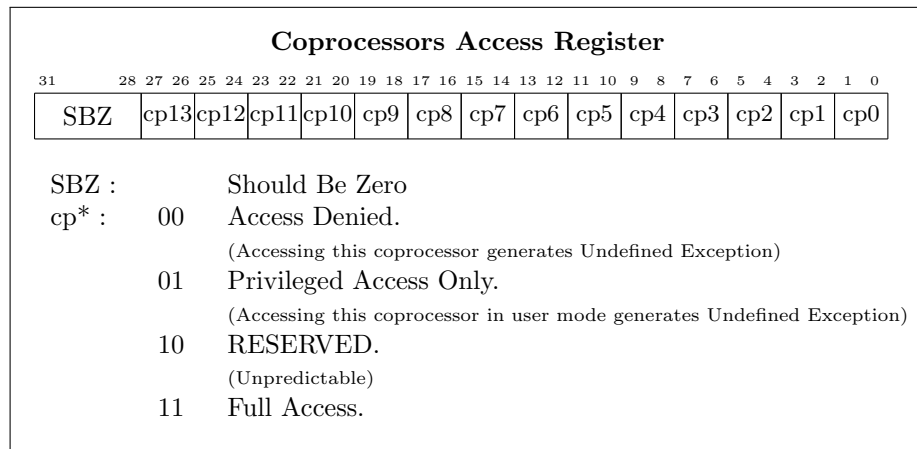 Coprocessors Access Register
31 28 27 26 25 24 23 22 21 20 19 18 17 16 15 14 13 12 11 10 9 8 7 6 5 4 3 2 1 0
SBZ cp13 cp12 cp11 cp10 cp9 cp8 cp7 cp6 cp5 cp4 cp3 cp2 cp1 cp0
SBZ : Should Be Zero
cp* : 00 Access Denied.
(Accessing this coprocessor generates Undefined Exception)
01 Privileged Access Only.
(Accessing this coprocessor in user mode generates Undefined Exception)
10 RESERVED.
(Unpredictable)
11 Full Access.